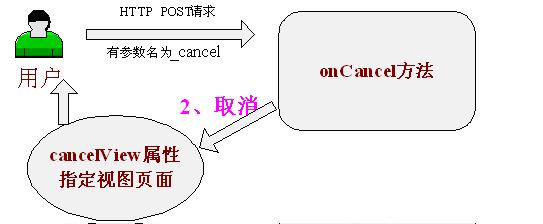 HTTP POST请求
有参数名为_cancel
用户
onCancel方法
2、取消
cancelView属性
指定视图页面